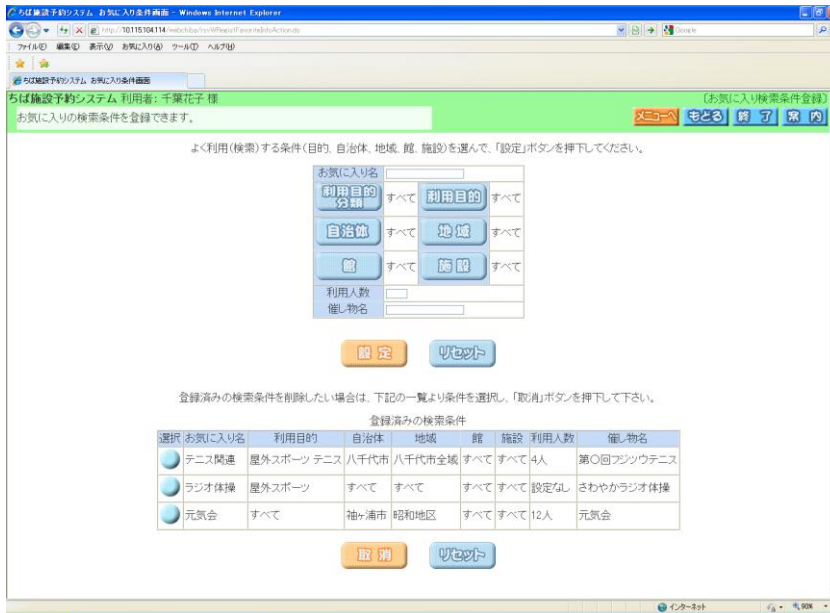 ちば施設予約システム お気に入り条件画面 - Windows Internet Explorer
http://10.115.104.114/webchiba/rsvWRegistFavoriteInfoAction.do
Google
ファイル(F) 編集(E) 表示(V) お気に入り(A) ツール(T) ヘルプ(H)
ちば施設予約システム お気に入り条件画面
ちば施設予約システム 利用者: 千葉花子 様 〔お気に入り検索条件登録〕
お気に入りの検索条件を登録できます。
メニューへ もどる 終了 案内
よく利用(検索)する条件(目的、自治体、地域、館、施設)を選んで、「設定」ボタンを押下してください。
お気に入り名
利用目的分類 すべて 利用目的 すべて
自治体 すべて 地域 すべて
館 すべて 施設 すべて
利用人数
催し物名
設定 リセット
登録済みの検索条件を削除したい場合は、下記の一覧より条件を選択し、「取消」ボタンを押下して下さい。
登録済みの検索条件
選択 お気に入り名 利用目的 自治体 地域 館 施設 利用人数 催し物名
テニス関連 屋外スポーツ テニス 八千代市 八千代市全域 すべて すべて 4人 第〇回フジツウテニス
ラジオ体操 屋外スポーツ すべて すべて すべて すべて 設定なし さわやかラジオ体操
元気会 すべて 袖ヶ浦市 昭和地区 すべて すべて 12人 元気会
取消 リセット
インターネット 90%